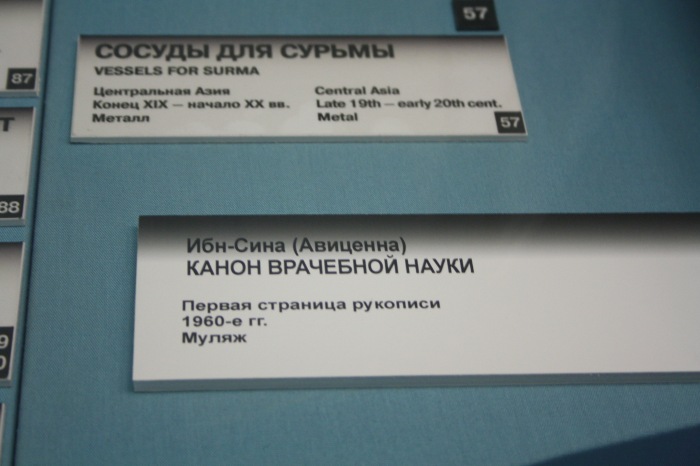 57
СОСУДЫ ДЛЯ СУРЬМЫ
VESSELS FOR SURMA
Центральная Азия
Конец XIX – начало XX вв.
Металл
Central Asia
Late 19th – early 20th cent.
Metal
57
87
Т
88
9
0
Ибн-Сина (Авиценна)
КАНОН ВРАЧЕБНОЙ НАУКИ
Первая страница рукописи
1960-е гг.
Муляж